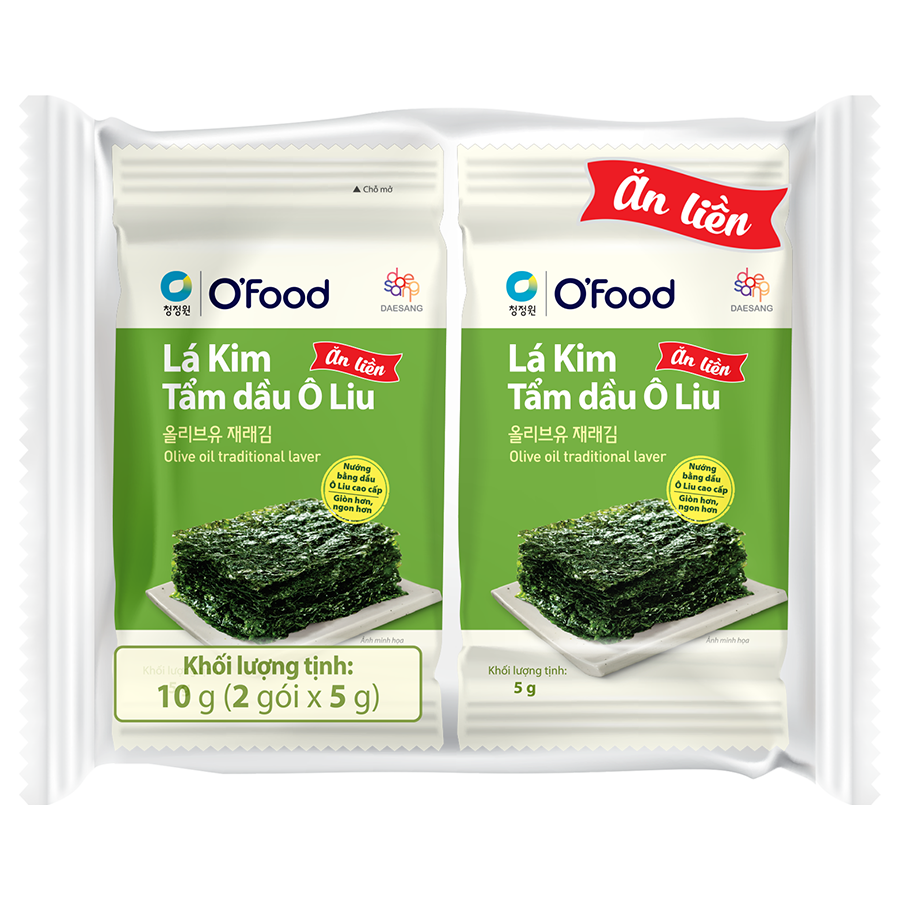 Ăn liền
▲ Chỗ mở
청정원
O'Food
daesang
DAESANG
Lá Kim
Ăn liền
Tẩm dầu Ô Liu
올리브유 재래김
Olive oil traditional laver
Nướng
bằng dầu
Ô Liu cao cấp
Giòn hơn,
ngon hơn
Ảnh minh họa
Khối lượng tịnh:
10 g (2 gói x 5 g)
청정원
O'Food
daesang
DAESANG
Lá Kim
Ăn liền
Tẩm dầu Ô Liu
올리브유 재래김
Olive oil traditional laver
Nướng
bằng dầu
Ô Liu cao cấp
Giòn hơn,
ngon hơn
Ảnh minh họa
Khối lượng tịnh:
5 g